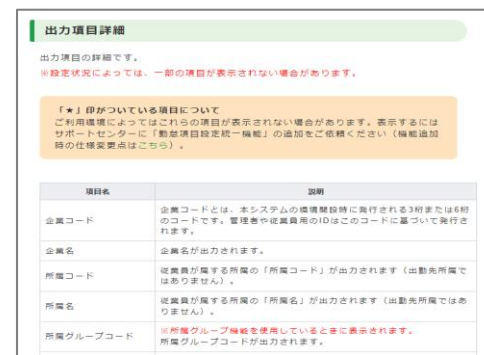 出力項目詳細
出力項目の詳細です。
※設定状況によっては、一部の項目が表示されない場合があります。
「★」印がついている項目について
ご利用環境によってはこれらの項目が表示されない場合があります。表示するには
サポートセンターに「勤怠項目設定統一機能」の追加をご依頼ください（機能追加
時の仕様変更点はこちら）。
項目名 説明
企業コード 企業コードとは、本システムの環境開設時に発行される3桁または6桁
のコードです。管理者や従業員用のIDはこのコードに基づいて発行さ
れます。
企業名 企業名が出力されます。
所属コード 従業員が属する所属の「所属コード」が出力されます（出勤先所属で
はありません）。
所属名 従業員が属する所属の「所属名」が出力されます（出勤先所属ではあ
りません）。
所属グループコード ※所属グループ機能を使用しているときに表示されます。
所属グループコードが出力されます。